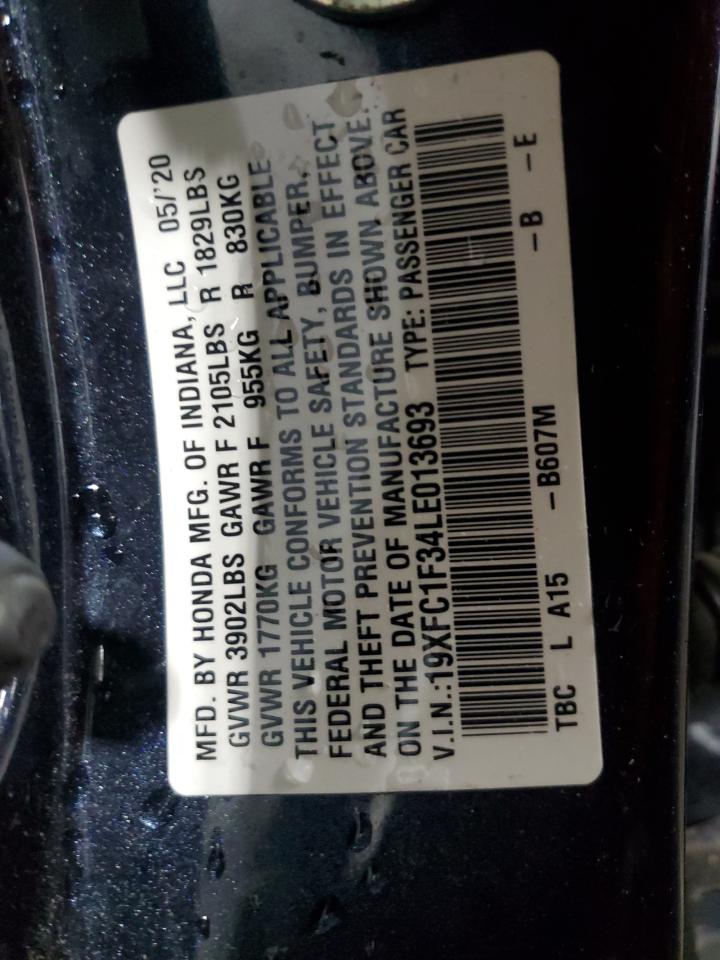 MFD. BY HONDA MFG. OF INDIANA, LLC 05/'20
GVWR 3902LBS GAWR F 2105LBS R 1829LBS
GVWR 1770KG GAWR F 955KG R 830KG
THIS VEHICLE CONFORMS TO ALL APPLICABLE
FEDERAL MOTOR VEHICLE SAFETY, BUMPER,
AND THEFT PREVENTION STANDARDS IN EFFECT
ON THE DATE OF MANUFACTURE SHOWN ABOVE.
V.I.N.:19XFC1F34LE013693 TYPE: PASSENGER CAR
TBC L A15 -B607M -B -E